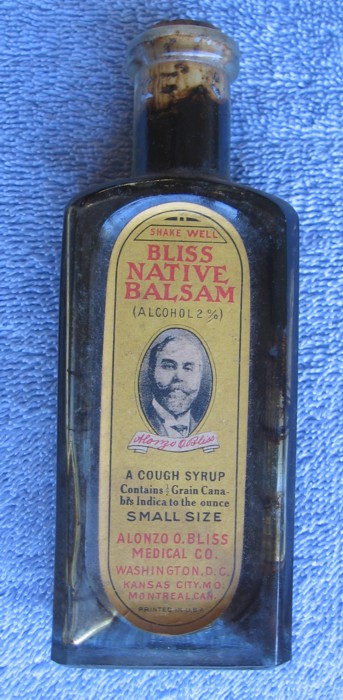 SHAKE WELL
BLISS
NATIVE
BALSAM
(ALCOHOL 2 %)
Alonzo O. Bliss
A COUGH SYRUP
Contains Grain Cana-
bis Indica to the ounce
SMALL SIZE
ALONZO O. BLISS
MEDICAL CO.
WASHINGTON, D. C.
KANSAS CITY, MO.
MONTREAL, CAN.
PRINTED IN U.S.A.